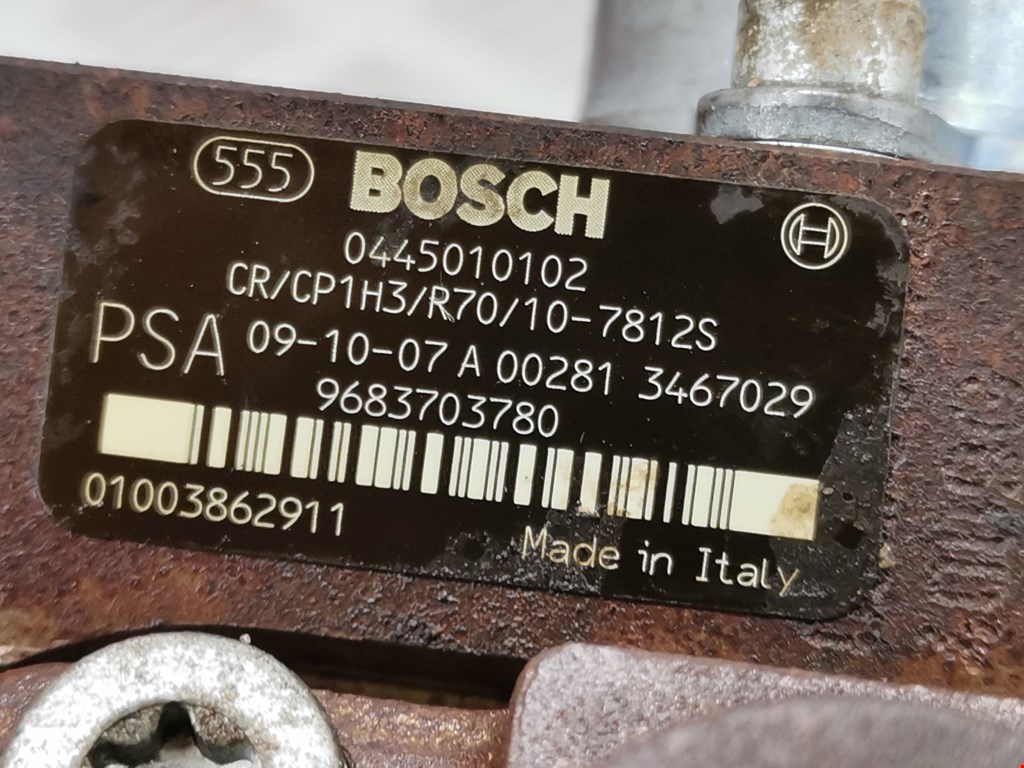 555 BOSCH
0445010102
CR/CP1H3/R70/10-7812S
PSA 09-10-07 A 00281 3467029
9683703780
01003862911
Made in Italy